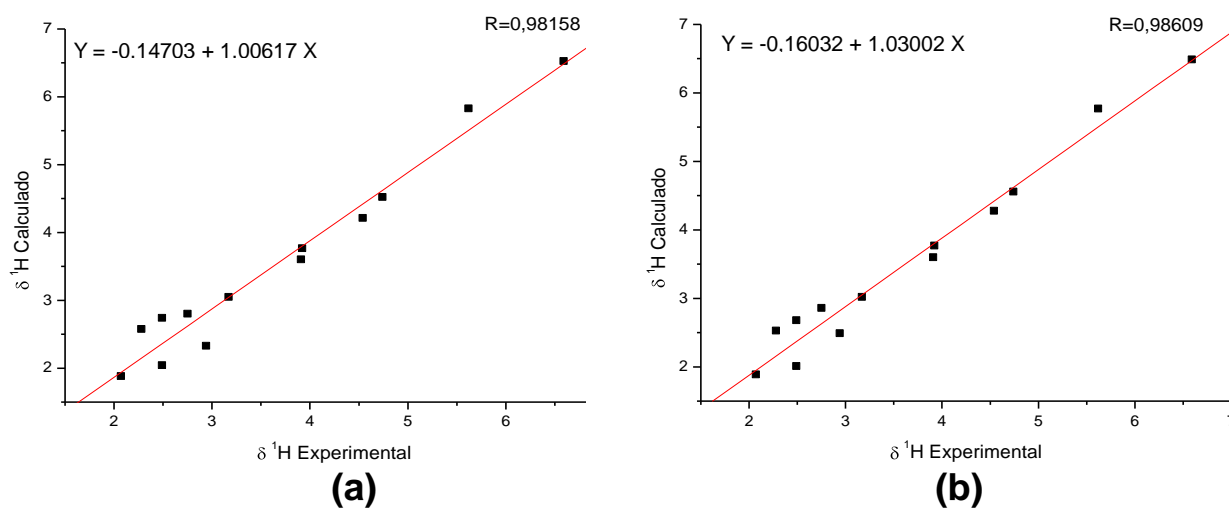 R=0,98158
Y = -0.14703 + 1.00617 X
7
6
5
4
3
2
δ ¹H Calculado
2 3 4 5 6
δ ¹H Experimental
(a)
R=0,98609
Y = -0,16032 + 1,03002 X
7
6
5
4
3
2
δ ¹H Calculado
2 3 4 5 6
δ ¹H Experimental
(b)